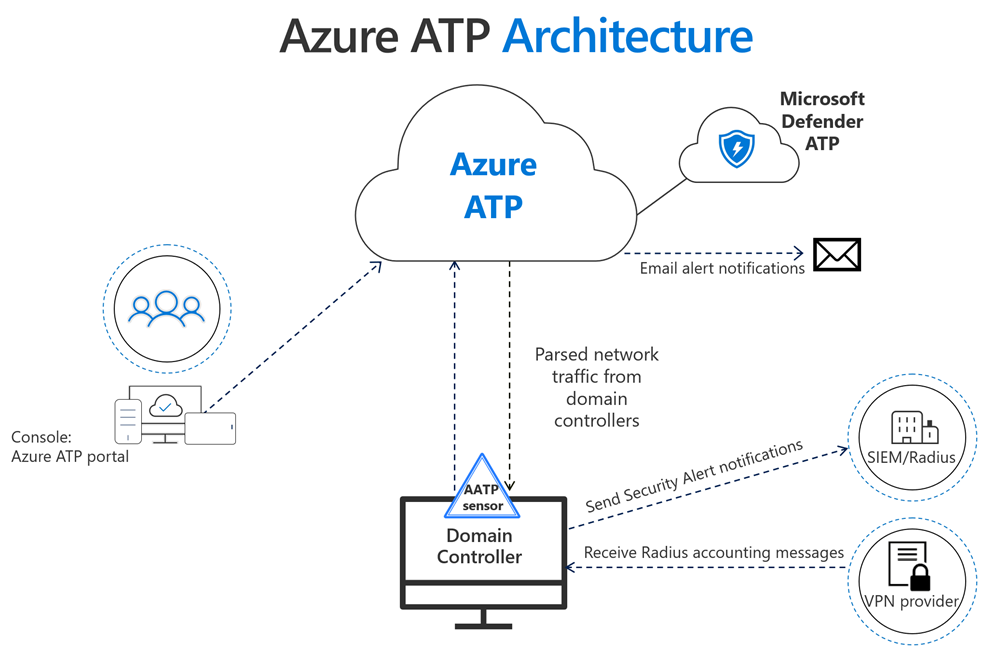 Azure ATP Architecture
Microsoft
Defender
ATP
Azure
ATP
Email alert notifications
Parsed network
traffic from
domain
controllers
Console:
Azure ATP portal
SIEM/Radius
Send Security Alert notifications
AATP
sensor
Domain
Controller
Receive Radius accounting messages
VPN provider